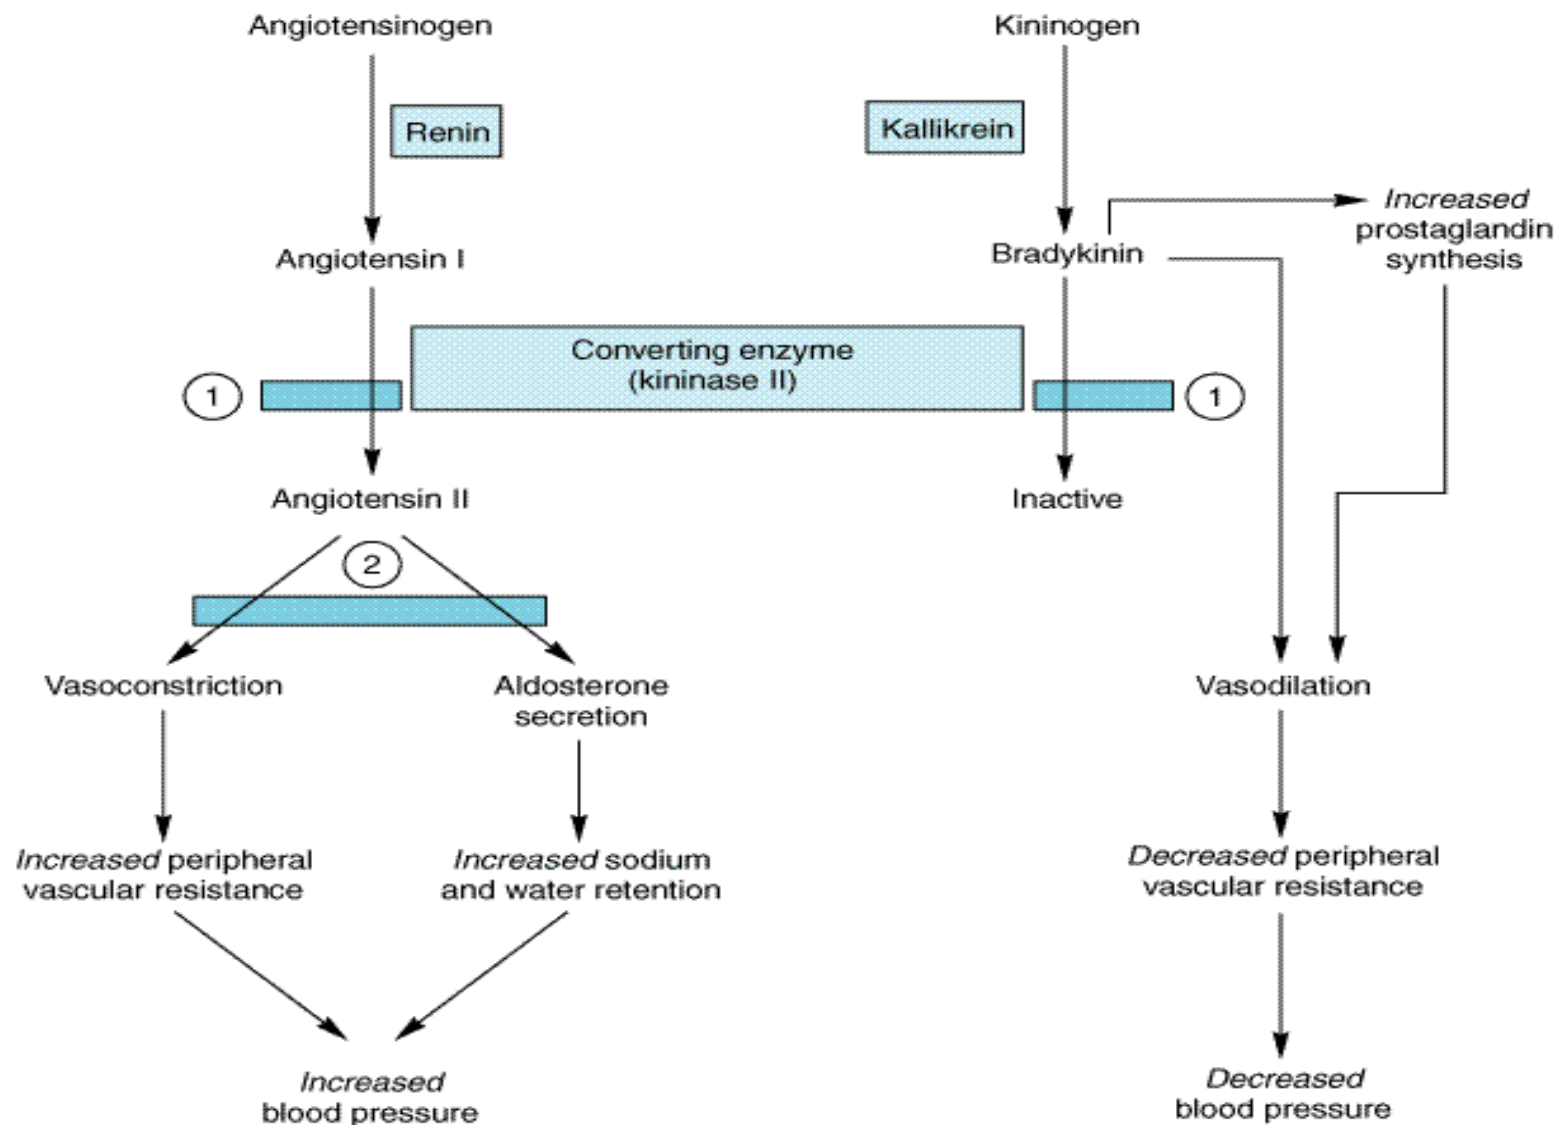 Angiotensinogen
Kininogen
Renin
Kallikrein
Increased
prostaglandin
synthesis
Angiotensin I
Bradykinin
Converting enzyme
(kininase II)
1
1
Angiotensin II
Inactive
2
Vasoconstriction
Aldosterone
secretion
Vasodilation
Increased peripheral
vascular resistance
Increased sodium
and water retention
Decreased peripheral
vascular resistance
Increased
blood pressure
Decreased
blood pressure